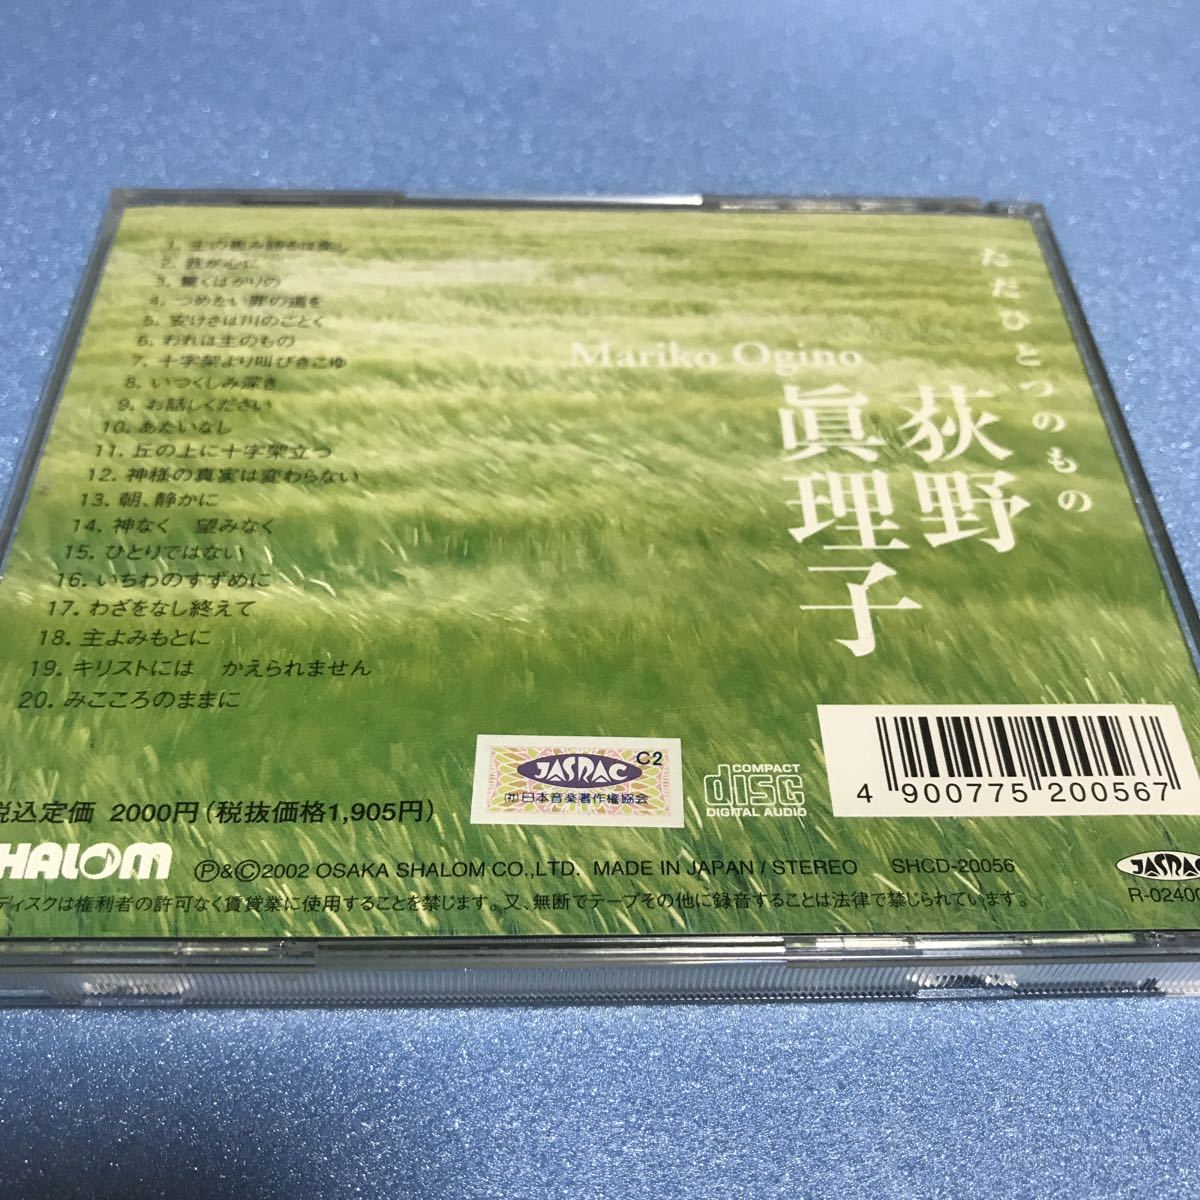 1. 主の恵み
2. 我が心に
3. 驚くばかりの
4. つめたい罪の道を
5. 安けさは川のごとく
6. われは主のもの
7. 十字架より叫びきこゆ
8. いつくしみ深き
9. お話しください
10. あたいなし
11. 丘の上に十字架立つ
12. 神様の真実は変わらない
13. 朝、静かに
14. 神なく　望みなく
15. ひとりではない
16. いちわのすずめに
17. わざをなし終えて
18. 主よみもとに
19. キリストには　かえられません
20. みこころのままに
ただひとつのもの
Mariko Ogino
荻野
眞理子
C2
JASRAC
(社)日本音楽著作権協会
COMPACT
disc
DIGITAL AUDIO
4 900775 200567
税込定価 2000円(税抜価格1,905円)
SHALOM
Ⓟ&Ⓒ2002 OSAKA SHALOM CO.,LTD. MADE IN JAPAN / STEREO SHCD-20056
JASRAC
R-02400
ディスクは権利者の許可なく賃貸業に使用することを禁じます。又、無断でテープその他に録音することは法律で禁じられています。